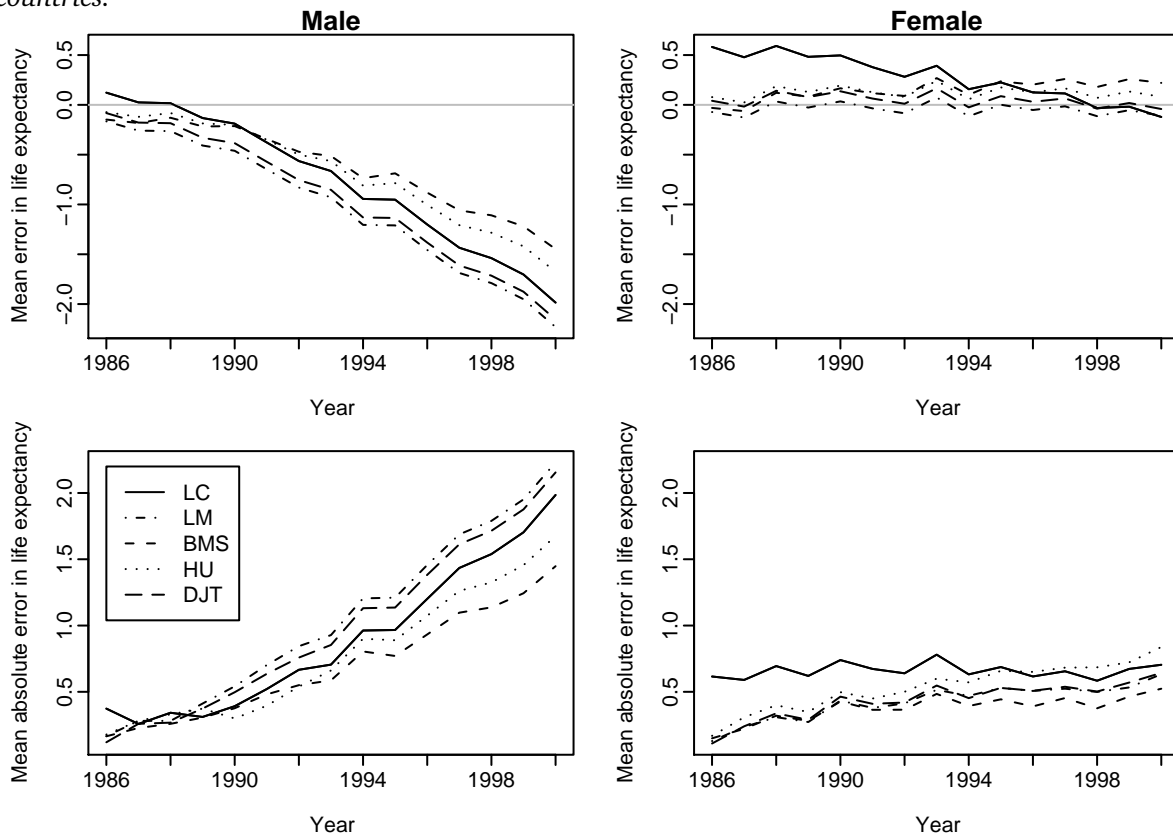 countries.
Male
Female
Mean error in life expectancy
0.5
0.0
−1.0
−2.0
1986
1990
1994
1998
Year
Mean error in life expectancy
0.5
0.0
−1.0
−2.0
1986
1990
1994
1998
Year
Mean absolute error in life expectancy
2.0
1.5
1.0
0.5
LC
LM
BMS
HU
DJT
1986
1990
1994
1998
Year
Mean absolute error in life expectancy
2.0
1.5
1.0
0.5
1986
1990
1994
1998
Year